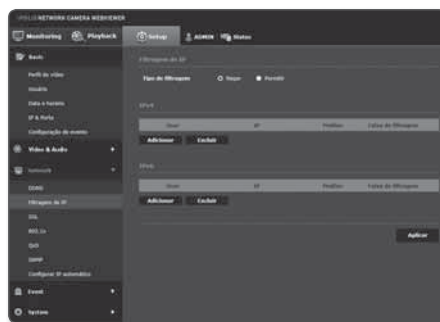 NETWORK CAMERA WEBVIEWER
Monitoring
Playback
Setup
ADMIN
Status
Basic
Perfil de vídeo
Usuário
Data e horário
IP & Porta
Configuração de evento
Video & Audio
Network
DDNS
Filtragem de IP
SSL
802.1x
QoS
SNMP
Configurar IP automático
Event
System
Filtragem de IP
Tipo de filtragem
Negar
Permitir
IPv4
Usar
IP
Prefixo
Faixa de filtragem
Adicionar
Excluir
IPv6
Usar
IP
Prefixo
Faixa de filtragem
Adicionar
Excluir
Aplicar